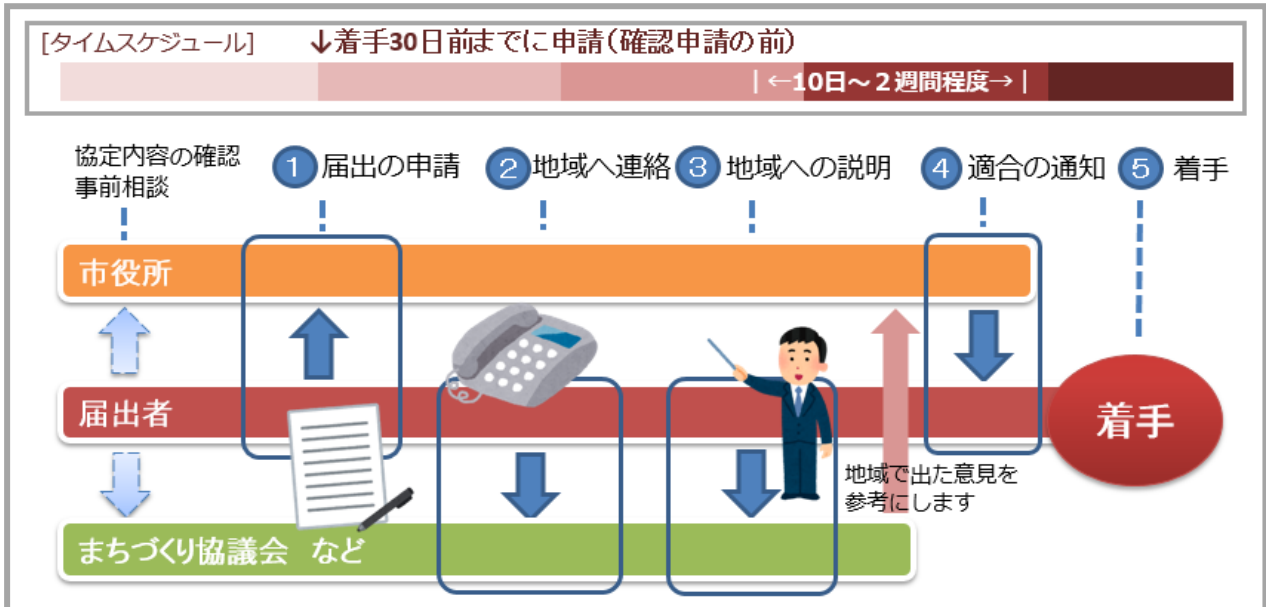 [タイムスケジュール]
↓着手30日前までに申請(確認申請の前)
|←10日～２週間程度→|
協定内容の確認
事前相談
① 届出の申請
② 地域へ連絡
③ 地域への説明
④ 適合の通知
⑤ 着手
市役所
届出者
着手
地域で出た意見を
参考にします
まちづくり協議会　など